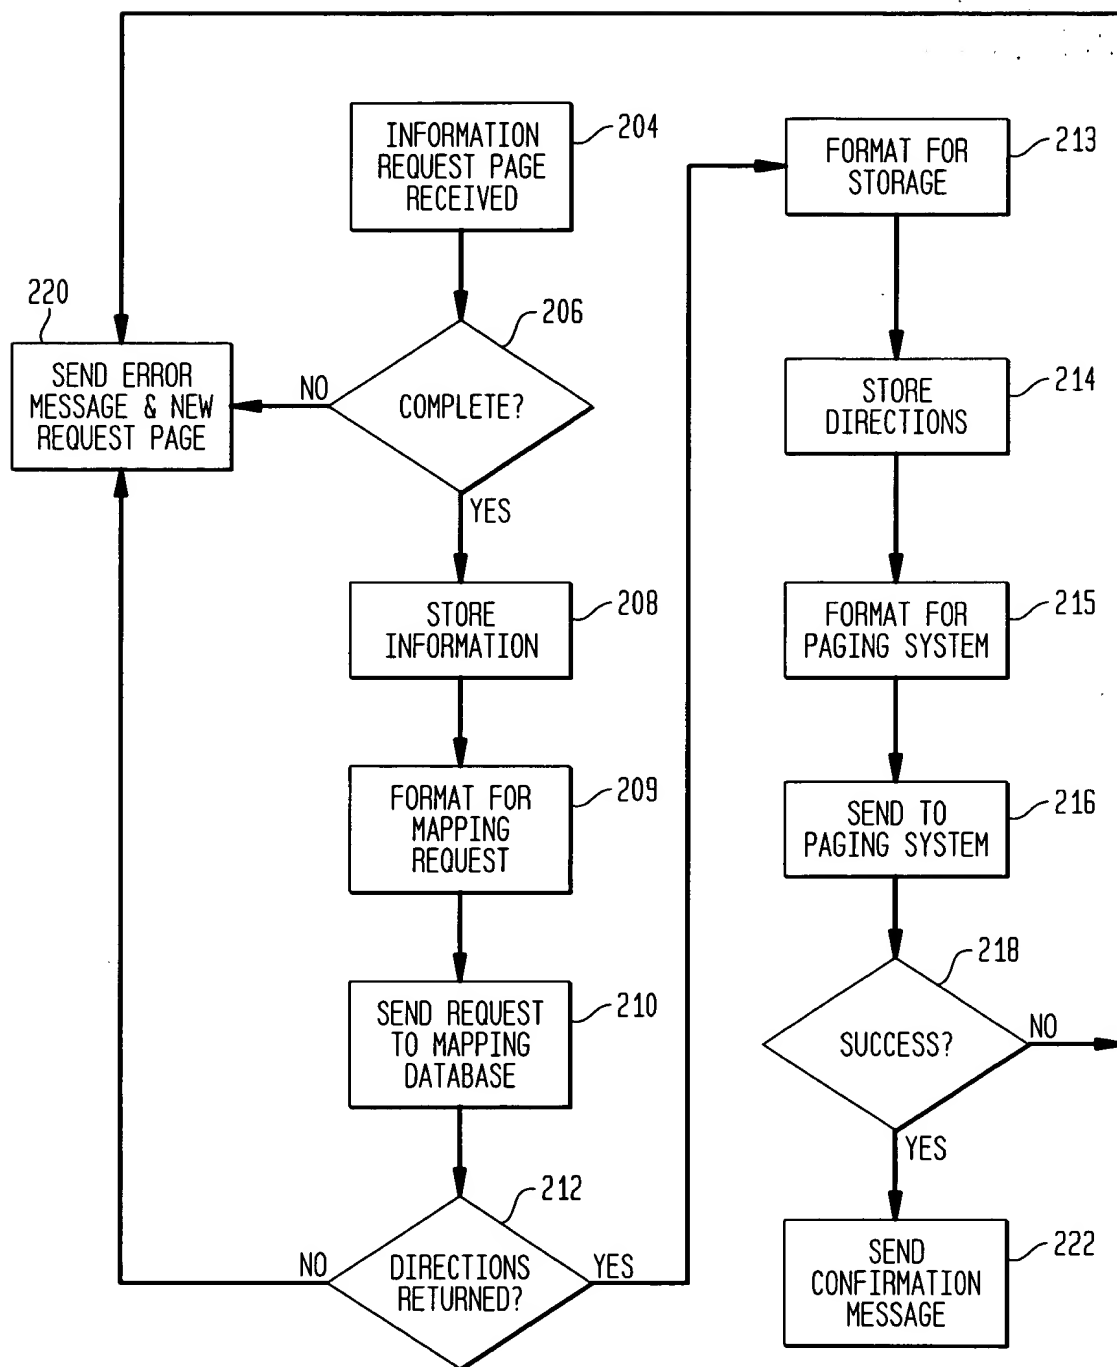 INFORMATION
REQUEST PAGE
RECEIVED
204
206
COMPLETE?
NO
YES
220
SEND ERROR
MESSAGE & NEW
REQUEST PAGE
STORE
INFORMATION
208
FORMAT FOR
MAPPING
REQUEST
209
SEND REQUEST
TO MAPPING
DATABASE
210
212
DIRECTIONS
RETURNED?
NO
YES
FORMAT FOR
STORAGE
213
STORE
DIRECTIONS
214
FORMAT FOR
PAGING SYSTEM
215
SEND TO
PAGING SYSTEM
216
218
SUCCESS?
NO
YES
SEND
CONFIRMATION
MESSAGE
222